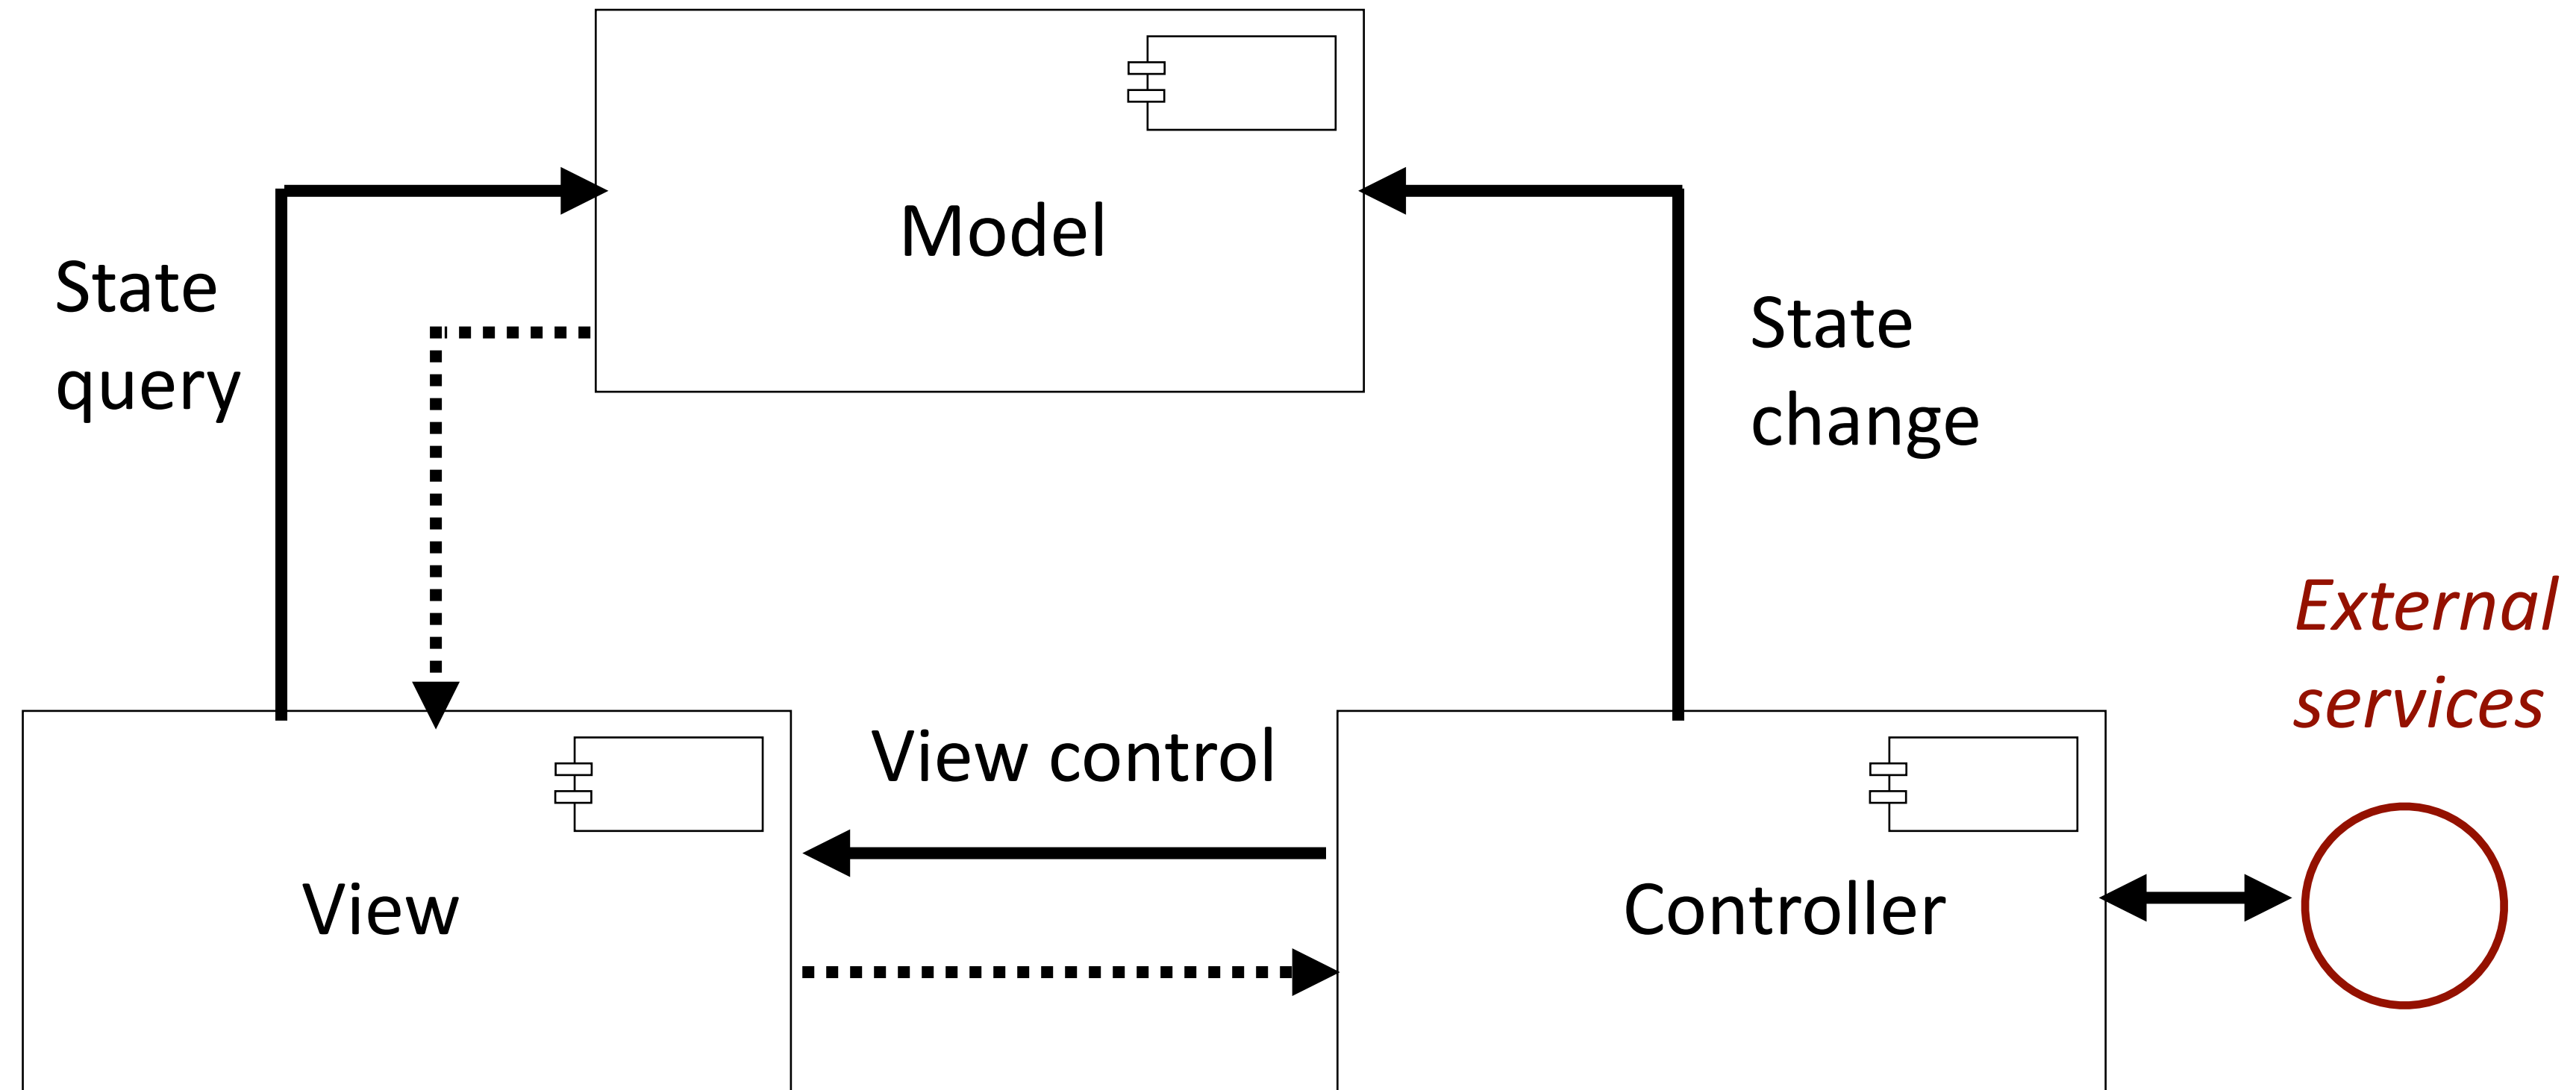 Model
State
query
State
change
External
services
View control
View
Controller